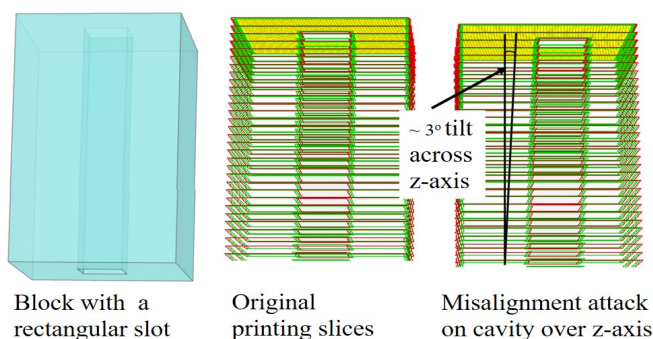 ~ 3° tilt
across
z-axis
Block with a
rectangular slot
Original
printing slices
Misalignment attack
on cavity over z-axis